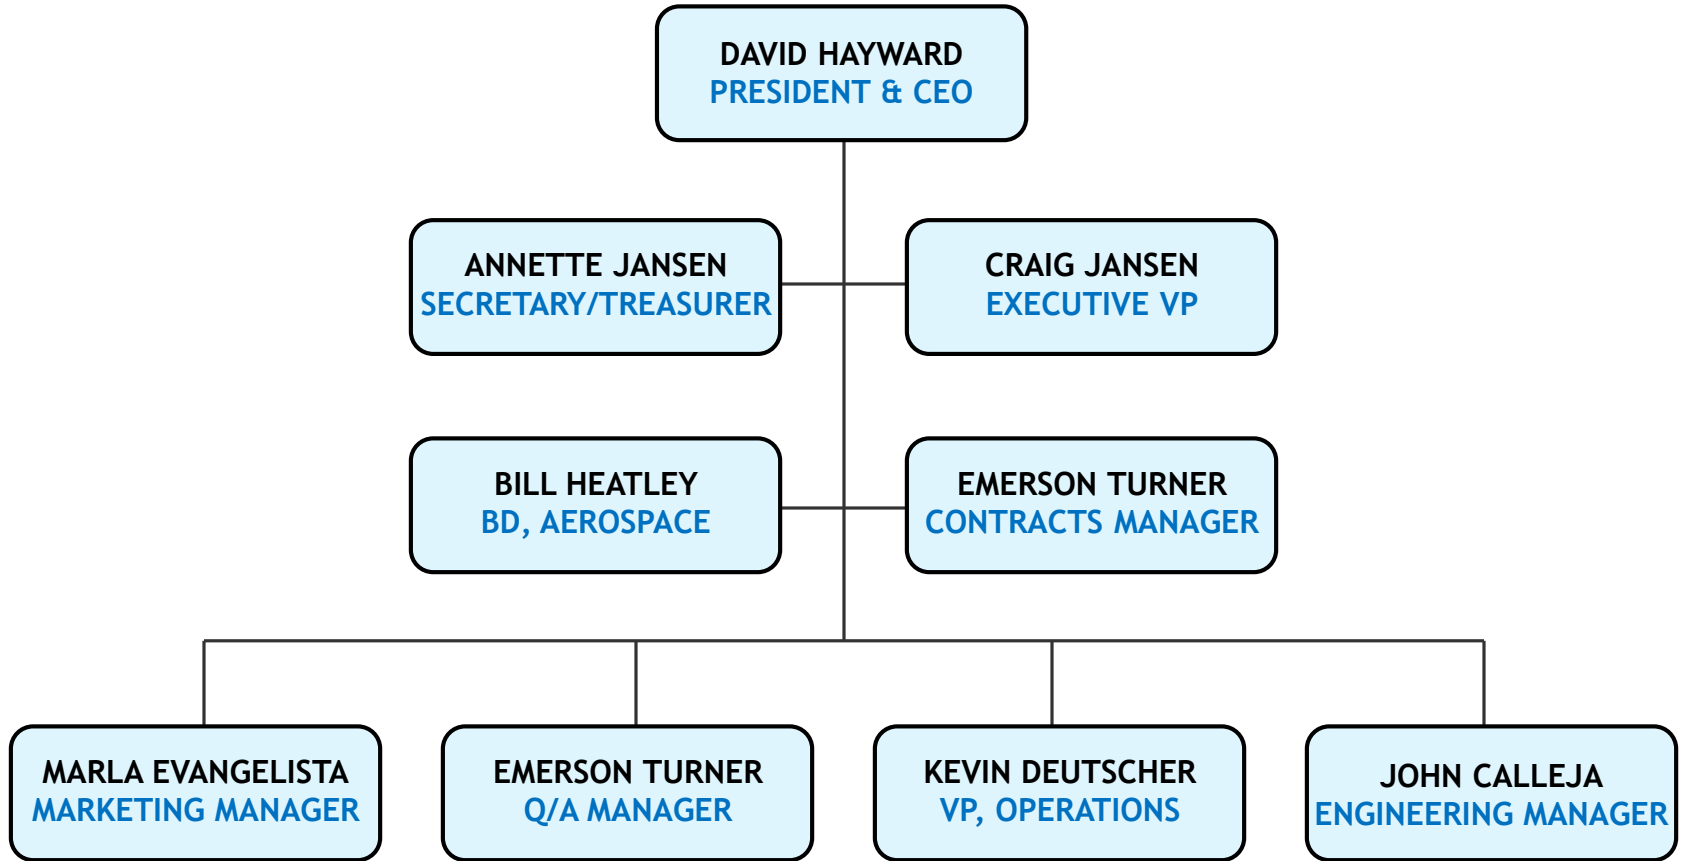 DAVID HAYWARD
PRESIDENT & CEO
ANNETTE JANSEN
SECRETARY/TREASURER
CRAIG JANSEN
EXECUTIVE VP
BILL HEATLEY
BD, AEROSPACE
EMERSON TURNER
CONTRACTS MANAGER
MARLA EVANGELISTA
MARKETING MANAGER
EMERSON TURNER
Q/A MANAGER
KEVIN DEUTSCHER
VP, OPERATIONS
JOHN CALLEJA
ENGINEERING MANAGER